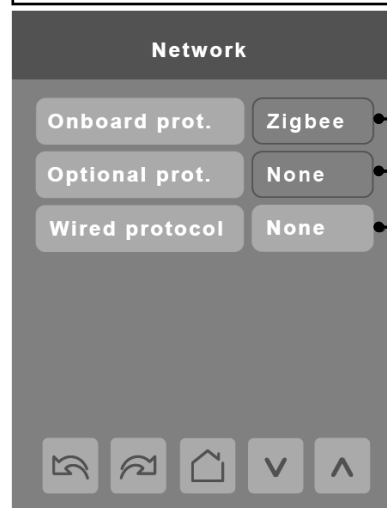 Network
Onboard prot. Zigbee
Optional prot. None
Wired protocol None